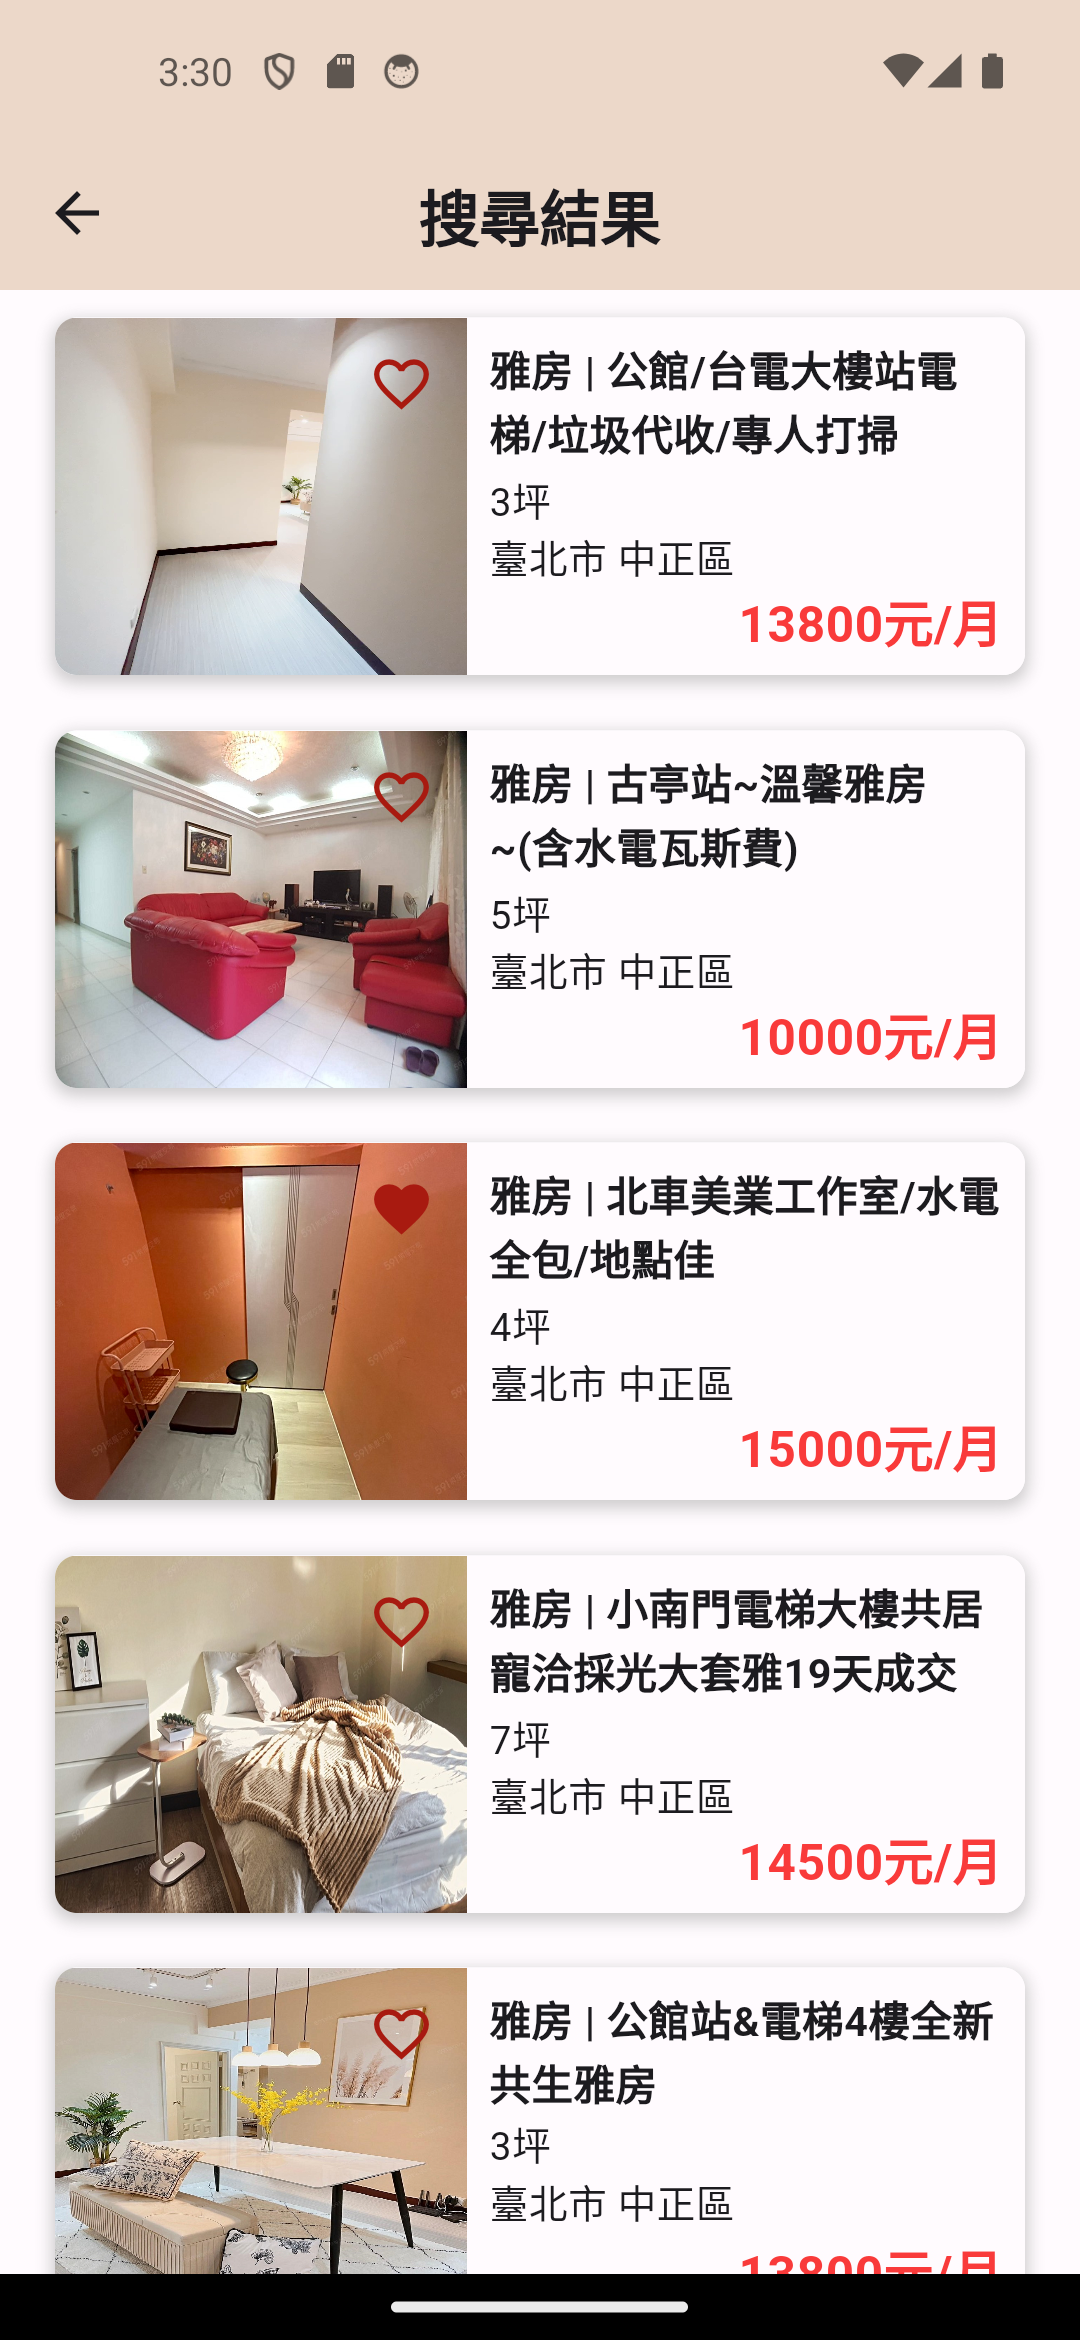 3:30
搜尋結果
雅房 | 公館/台電大樓站電
梯/垃圾代收/專人打掃
3坪
臺北市 中正區
13800元/月
雅房 | 古亭站~溫馨雅房
~(含水電瓦斯費)
5坪
臺北市 中正區
10000元/月
雅房 | 北車美業工作室/水電
全包/地點佳
4坪
臺北市 中正區
15000元/月
雅房 | 小南門電梯大樓共居
寵洽採光大套雅19天成交
7坪
臺北市 中正區
14500元/月
雅房 | 公館站&電梯4樓全新
共生雅房
3坪
臺北市 中正區
13800元/月